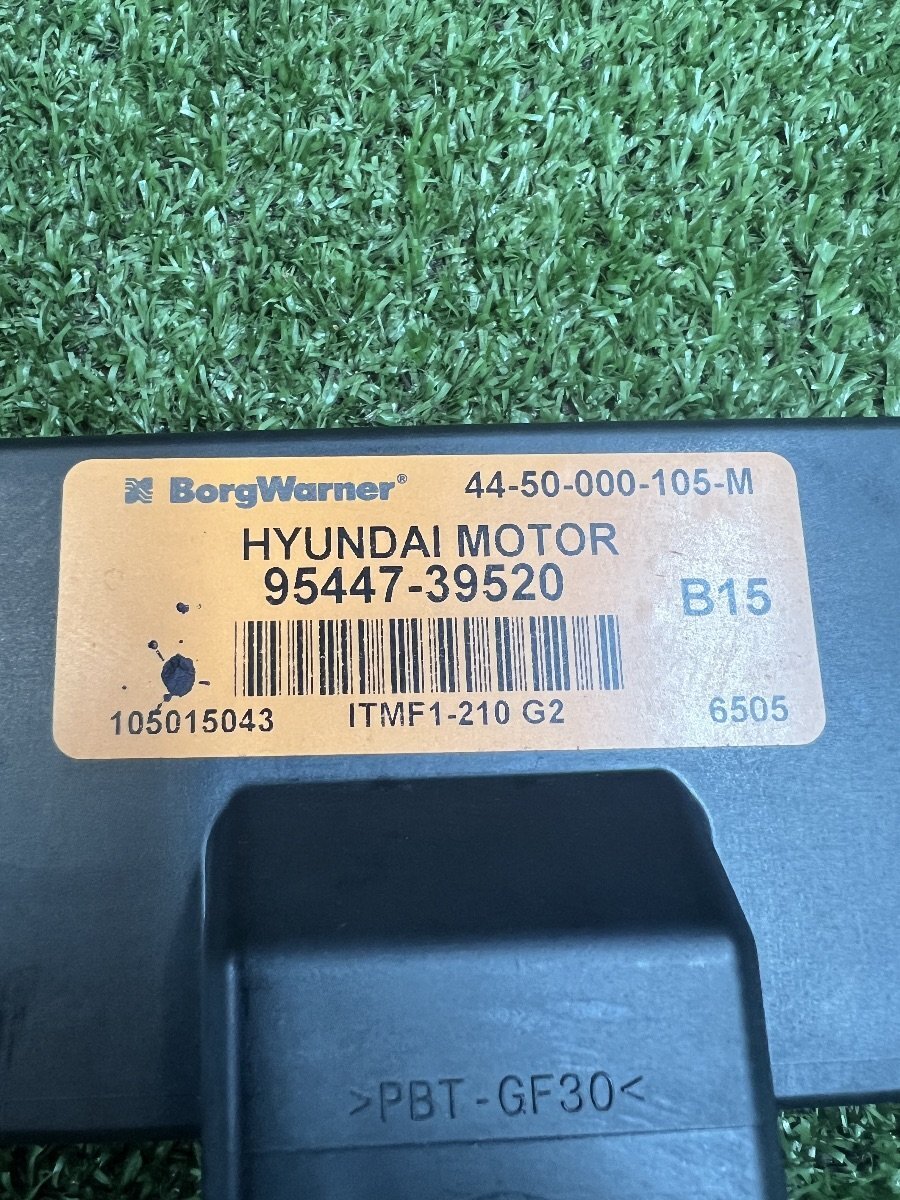 BorgWarner® 44-50-000-105-M
HYUNDAI MOTOR
95447-39520
B15
105015043 ITMF1-210 G2 6505
>PBT-GF30<